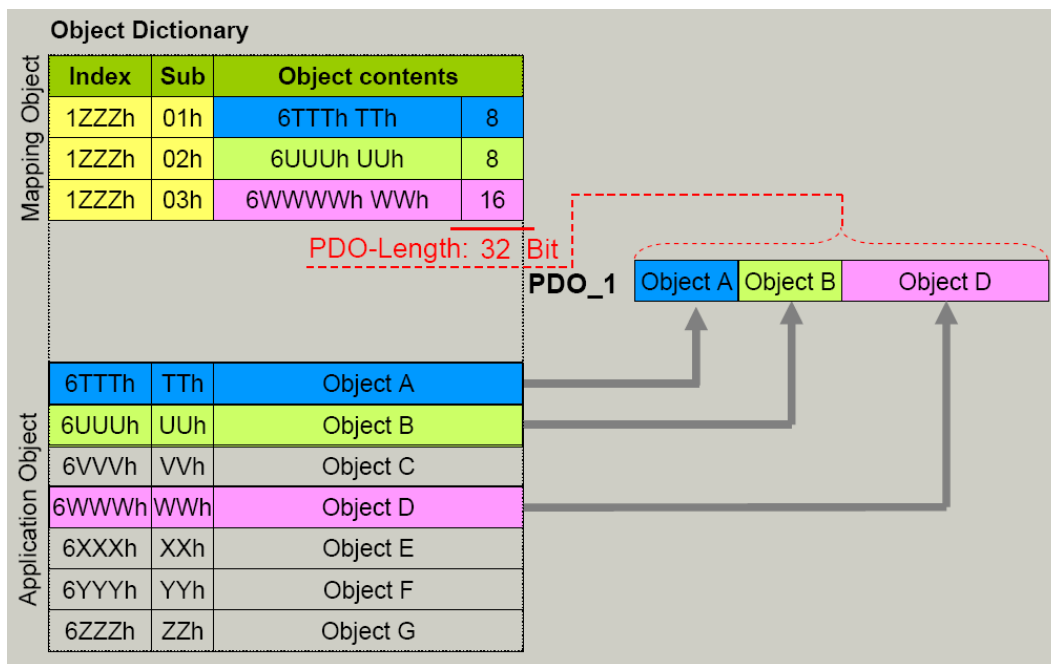 Object Dictionary
Mapping Object
Index Sub Object contents
1ZZZh 01h 6TTTh TTh 8
1ZZZh 02h 6UUUh UUh 8
1ZZZh 03h 6WWWWh WWh 16
PDO-Length: 32 Bit
PDO_1 Object A Object B Object D
Application Object
6TTTh TTh Object A
6UUUh UUh Object B
6VVVh VVh Object C
6WWWh WWh Object D
6XXXh XXh Object E
6YYYh YYh Object F
6ZZZh ZZh Object G